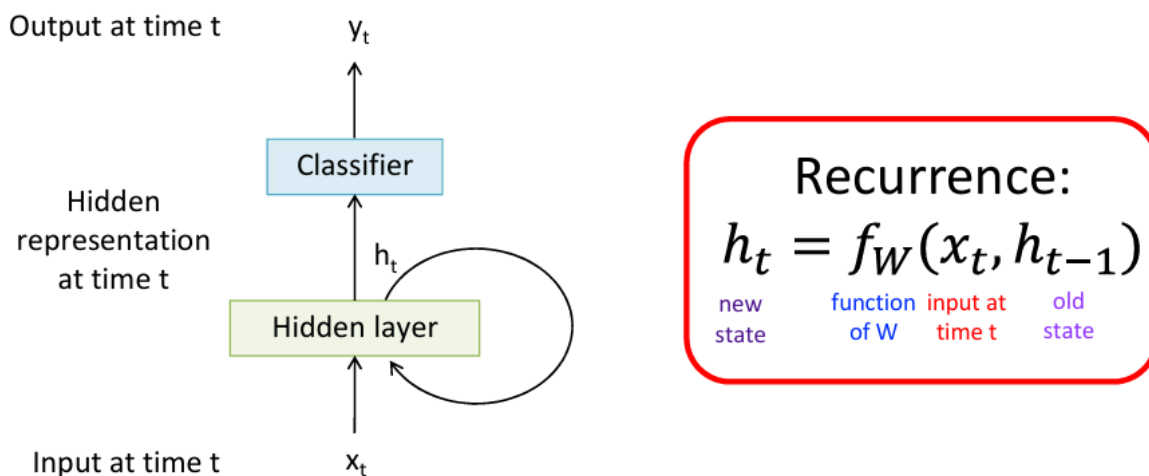 Output at time t
y_t
Classifier
Hidden
representation
at time t
h_t
Hidden layer
Input at time t
x_t
Recurrence:
h_t = f_W(x_t, h_{t-1})
new
state
function
of W
input at
time t
old
state